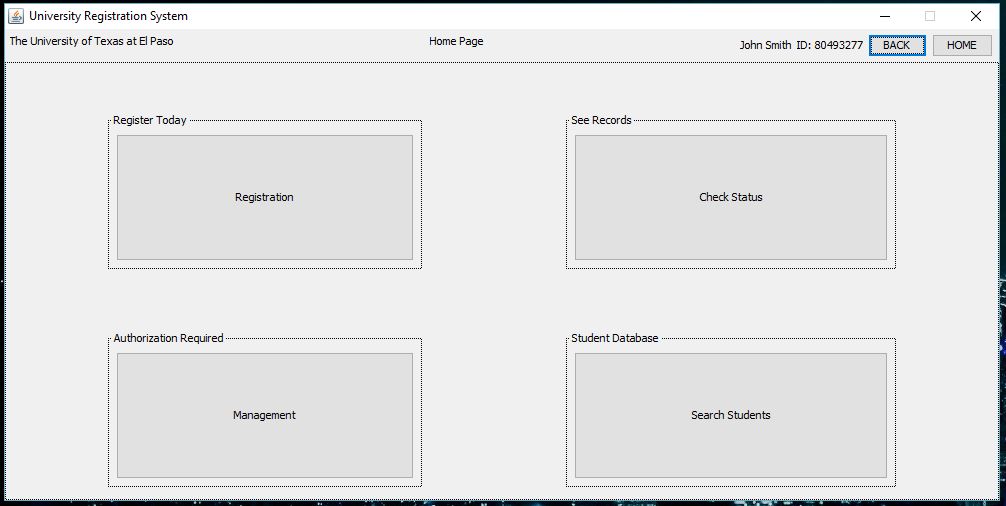 University Registration System
The University of Texas at El Paso
Home Page
John Smith ID: 80493277
BACK
HOME
Register Today
Registration
See Records
Check Status
Authorization Required
Management
Student Database
Search Students